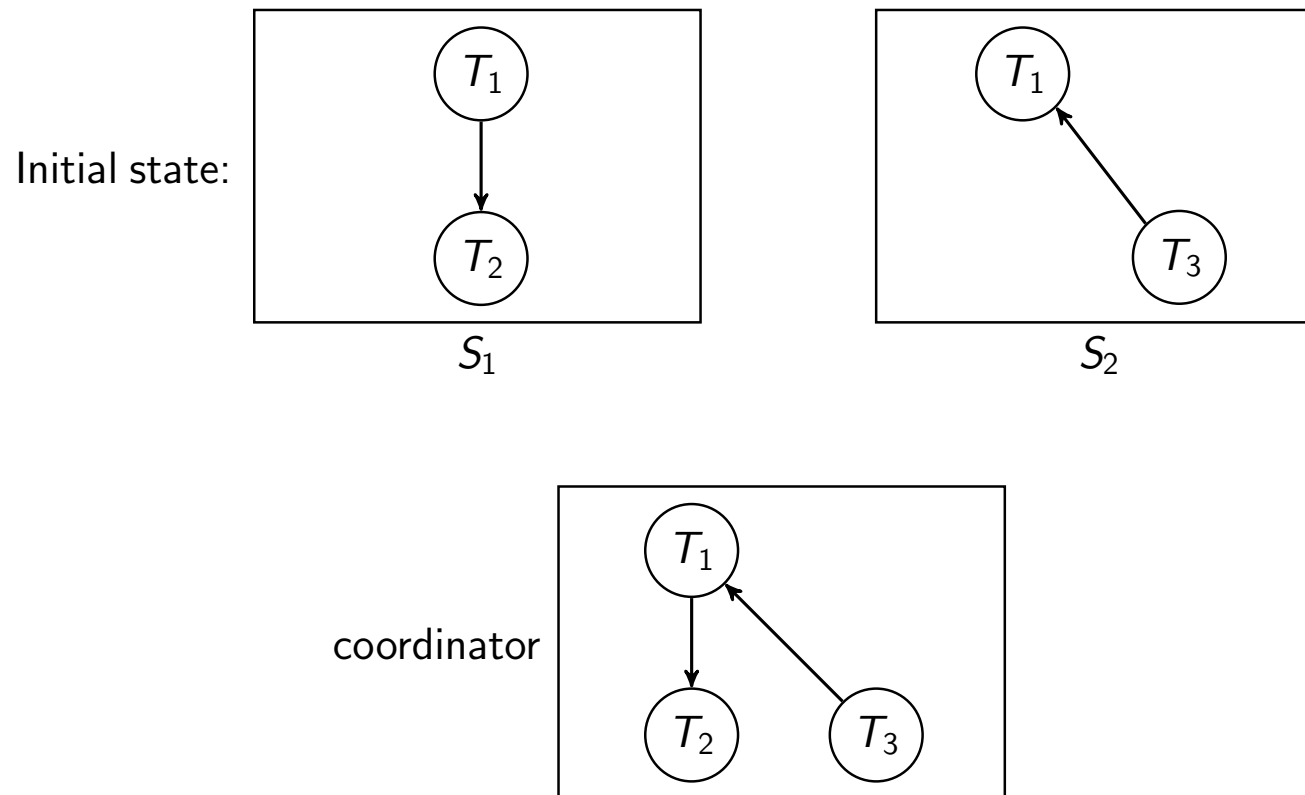 T₁
T₁
Initial state:
T₂
T₃
S₁
S₂
T₁
coordinator
T₂
T₃